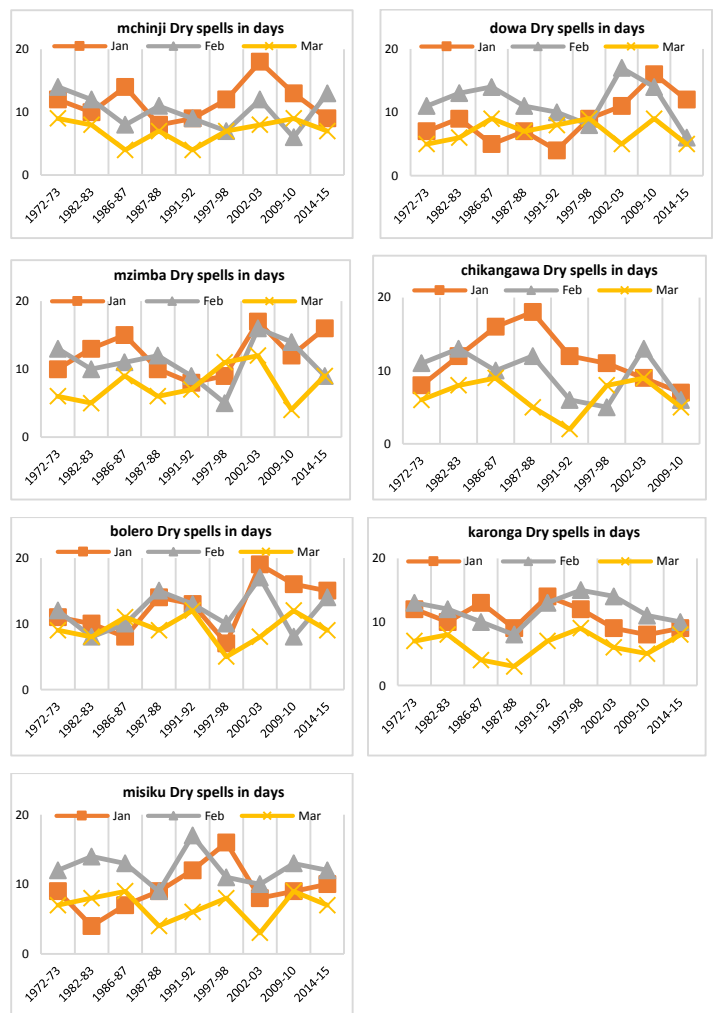 mchinji Dry spells in days
Jan Feb Mar
20
10
0
1972-73 1982-83 1986-87 1987-88 1991-92 1997-98 2002-03 2009-10 2014-15
dowa Dry spells in days
Jan Feb Mar
20
10
0
1972-73 1982-83 1986-87 1987-88 1991-92 1997-98 2002-03 2009-10 2014-15
mzimba Dry spells in days
Jan Feb Mar
20
10
0
1972-73 1982-83 1986-87 1987-88 1991-92 1997-98 2002-03 2009-10 2014-15
chikangawa Dry spells in days
Jan Feb Mar
20
10
0
1972-73 1982-83 1986-87 1987-88 1991-92 1997-98 2002-03 2009-10
bolero Dry spells in days
Jan Feb Mar
20
10
0
1972-73 1982-83 1986-87 1987-88 1991-92 1997-98 2002-03 2009-10 2014-15
karonga Dry spells in days
Jan Feb Mar
20
10
0
1972-73 1982-83 1986-87 1987-88 1991-92 1997-98 2002-03 2009-10 2014-15
misiku Dry spells in days
Jan Feb Mar
20
10
0
1972-73 1982-83 1986-87 1987-88 1991-92 1997-98 2002-03 2009-10 2014-15